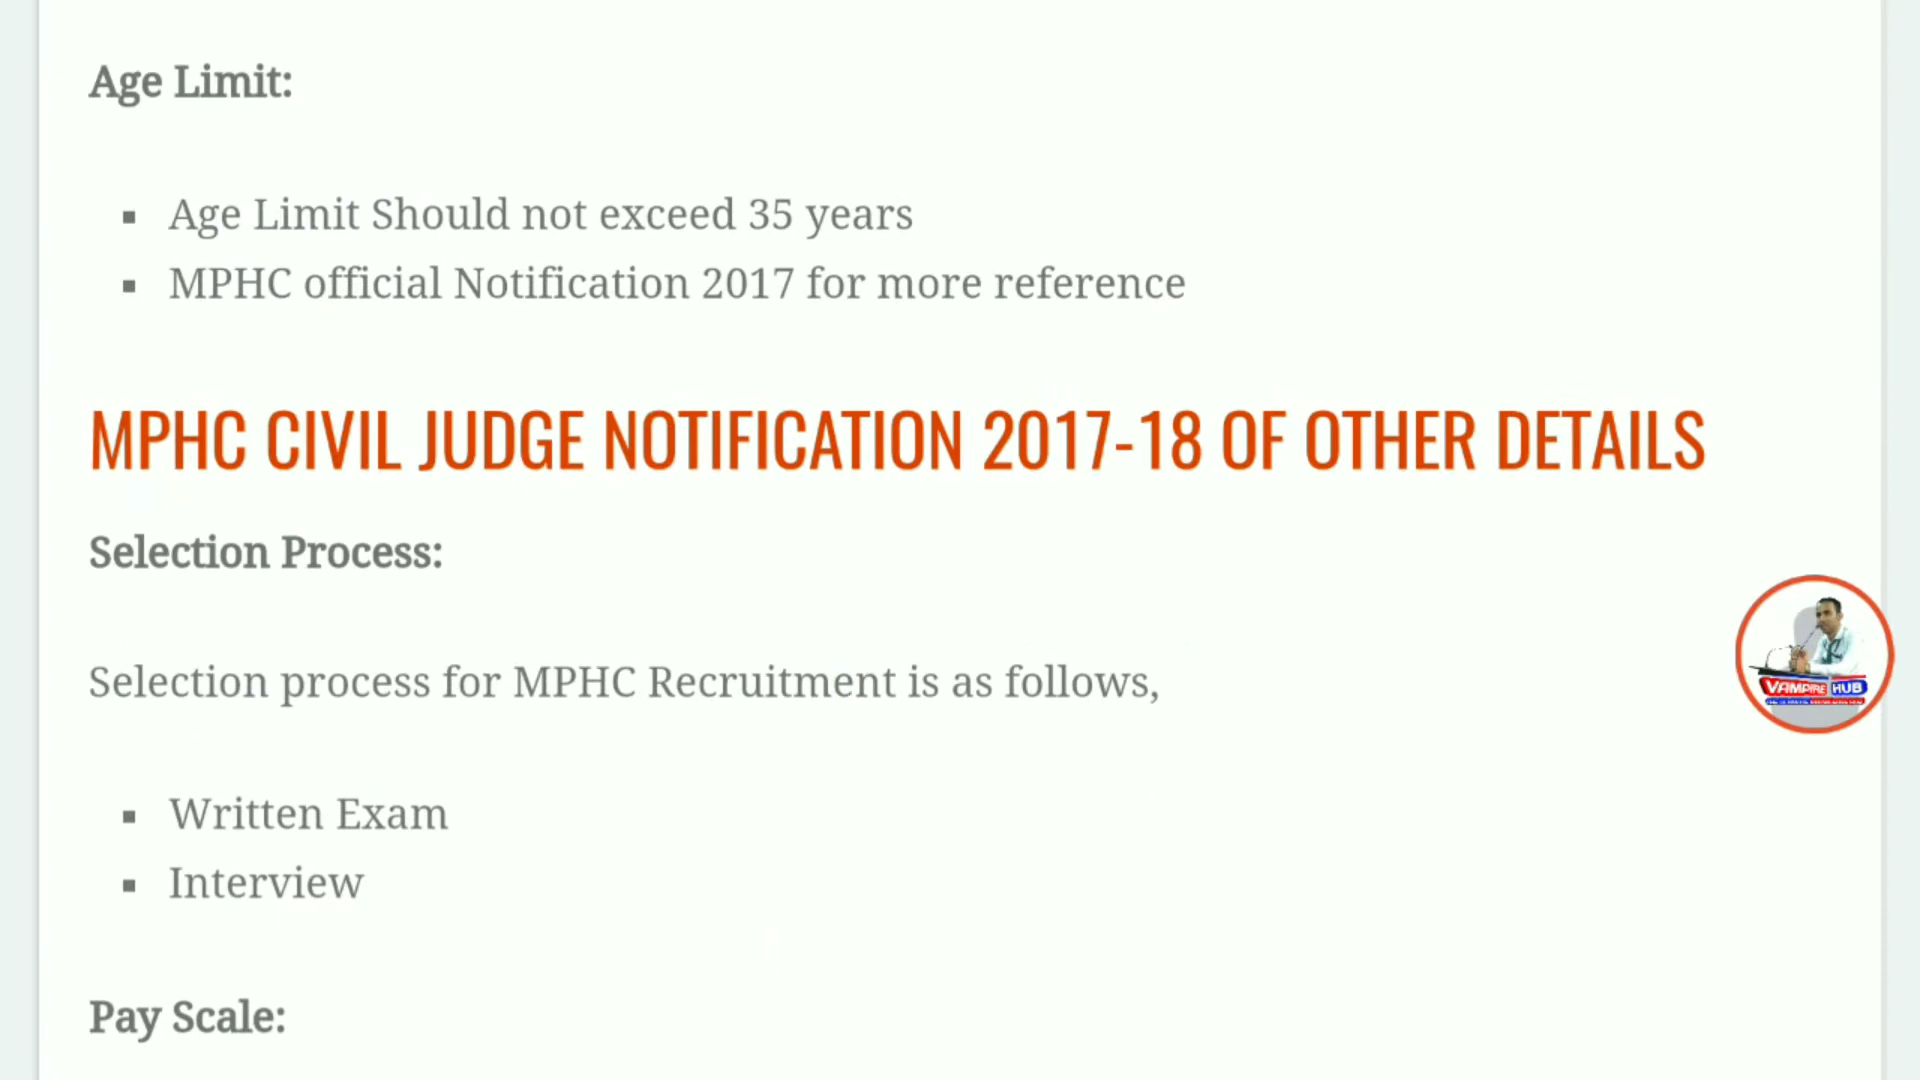 Age Limit:
Age Limit Should not exceed 35 years
MPHC official Notification 2017 for more reference
MPHC CIVIL JUDGE NOTIFICATION 2017-18 OF OTHER DETAILS
Selection Process:
Selection process for MPHC Recruitment is as follows,
VAMPIRE HUB
Written Exam
Interview
Pay Scale: